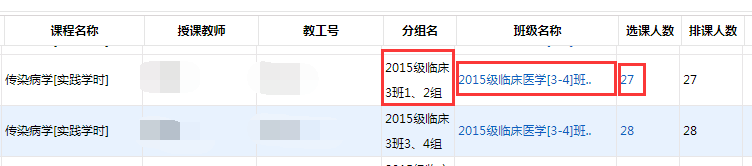 课程名称 授课教师 教工号 分组名 班级名称 选课人数 排课人数
传染病学[实践学时] 2015级临床 2015级临床医学[3-4]班.. 27 27
3班1、2组
传染病学[实践学时] 2015级临床 2015级临床医学[3-4]班.. 28 28
3班3、4组